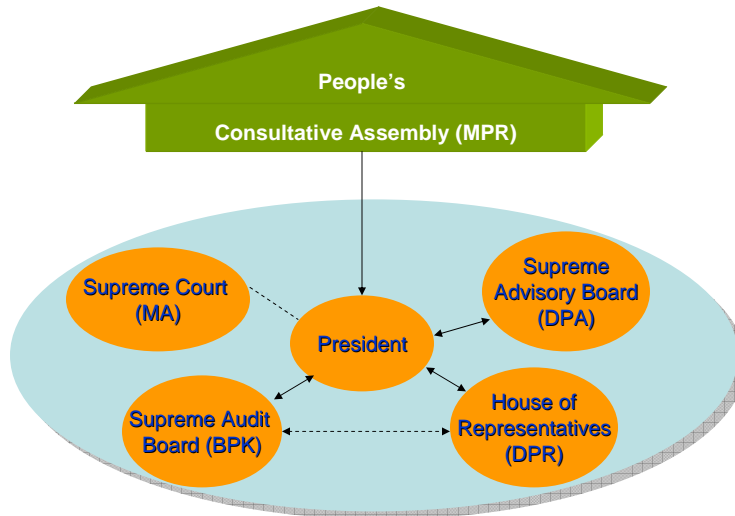 People's
Consultative Assembly (MPR)
Supreme Court
(MA)
Supreme
Advisory Board
(DPA)
President
Supreme Audit
Board (BPK)
House of
Representatives
(DPR)